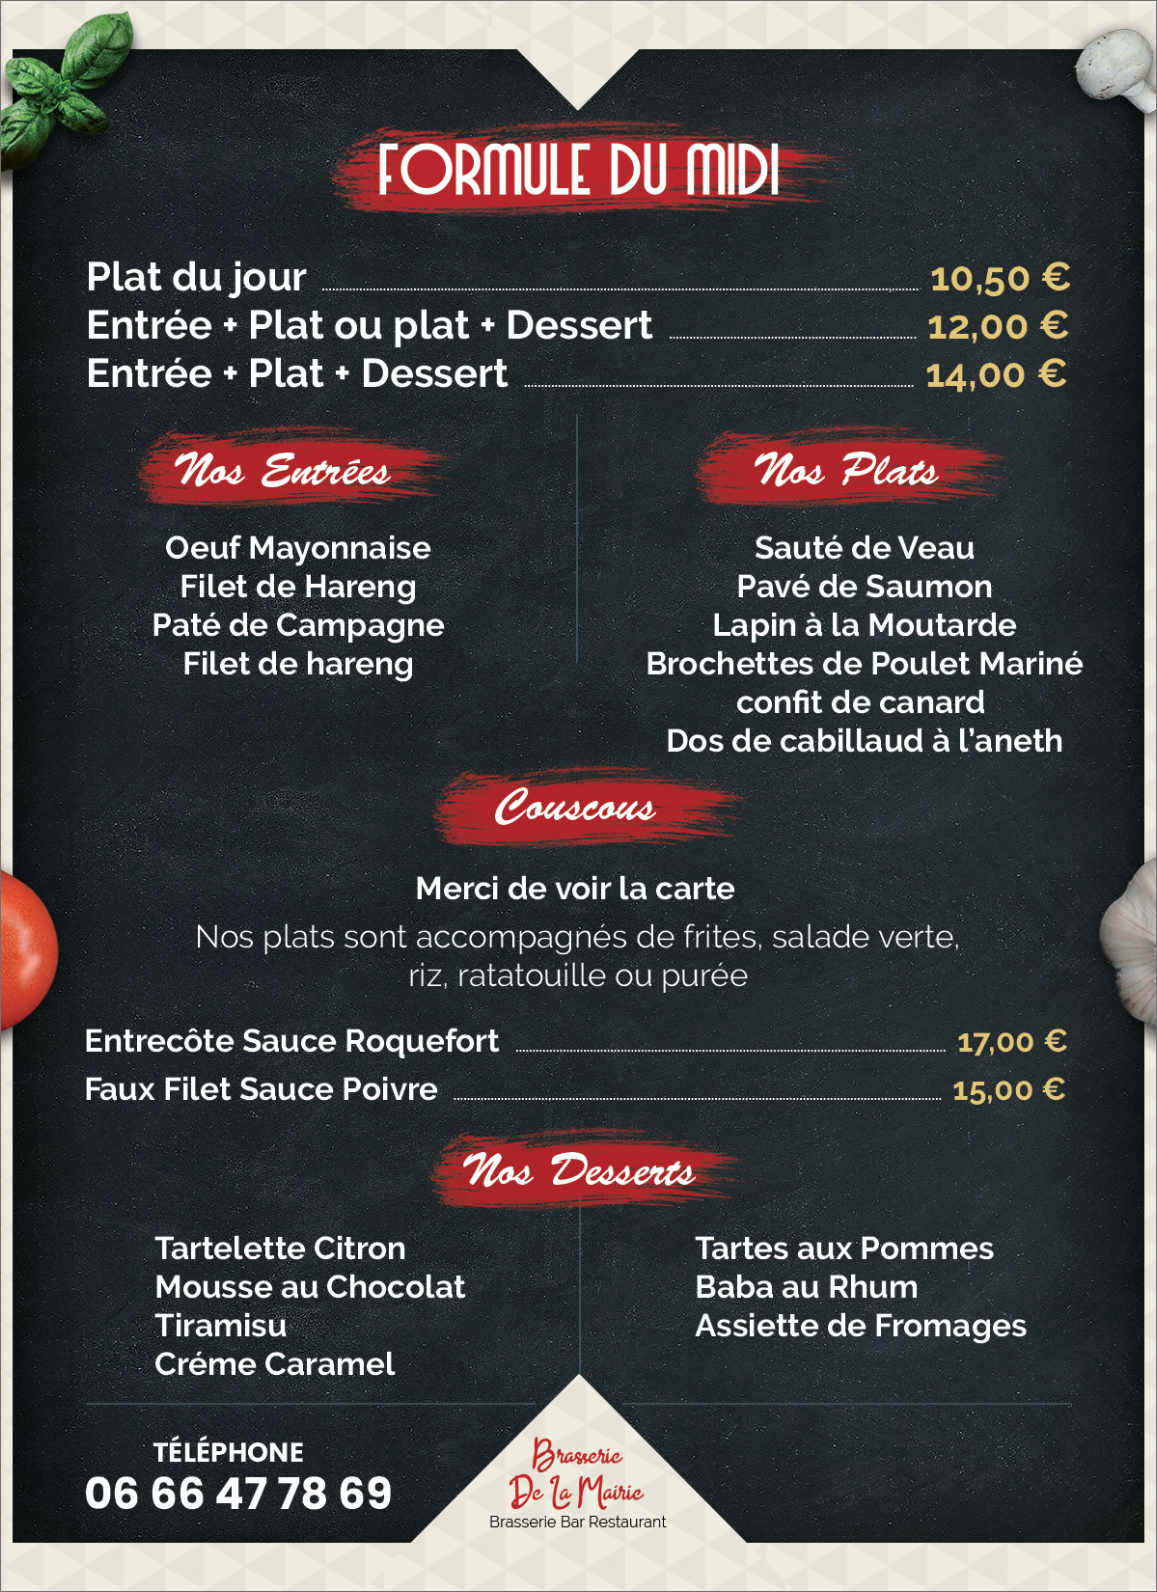 FORMULE DU MIDI
Plat du jour 10,50 €
Entrée + Plat ou plat + Dessert 12,00 €
Entrée + Plat + Dessert 14,00 €
Nos Entrées
Oeuf Mayonnaise
Filet de Hareng
Paté de Campagne
Filet de hareng
Nos Plats
Sauté de Veau
Pavé de Saumon
Lapin à la Moutarde
Brochettes de Poulet Mariné
confit de canard
Dos de cabillaud à l’aneth
Couscous
Merci de voir la carte
Nos plats sont accompagnés de frites, salade verte,
riz, ratatouille ou purée
Entrecôte Sauce Roquefort 17,00 €
Faux Filet Sauce Poivre 15,00 €
Nos Desserts
Tartelette Citron
Mousse au Chocolat
Tiramisu
Créme Caramel
Tartes aux Pommes
Baba au Rhum
Assiette de Fromages
TÉLÉPHONE
06 66 47 78 69
Brasserie
De La Mairie
Brasserie Bar Restaurant